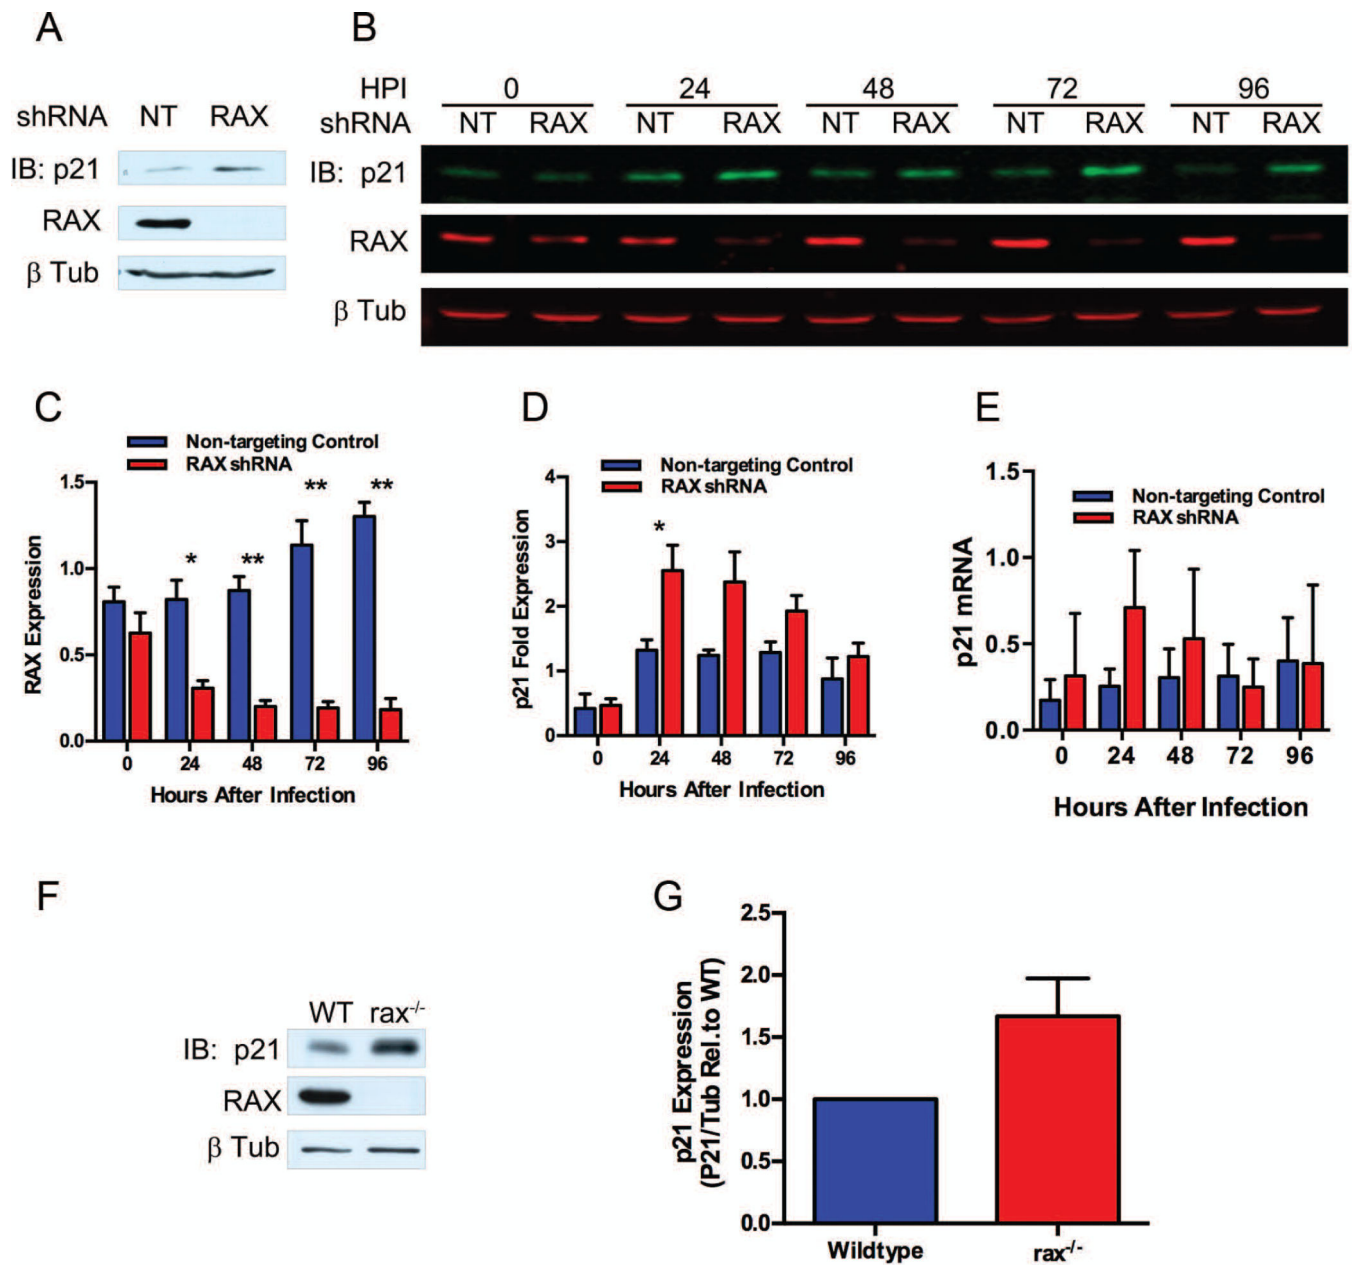 A
shRNA NT RAX
IB: p21
RAX
β Tub
B
HPI 0 24 48 72 96
shRNA NT RAX NT RAX NT RAX NT RAX NT RAX
IB: p21
RAX
β Tub
C
Non-targeting Control
RAX shRNA
1.5
1.0
0.5
0.0
RAX Expression
* ** ** **
0 24 48 72 96
Hours After Infection
D
Non-targeting Control
RAX shRNA
4
3
2
1
0
p21 Fold Expression
*
0 24 48 72 96
Hours After Infection
E
Non-targeting Control
RAX shRNA
1.5
1.0
0.5
0.0
p21 mRNA
0 24 48 72 96
Hours After Infection
F
WT rax-/-
IB: p21
RAX
β Tub
G
2.5
2.0
1.5
1.0
0.5
0.0
p21 Expression
(P21/Tub Rel.to WT)
Wildtype rax-/-